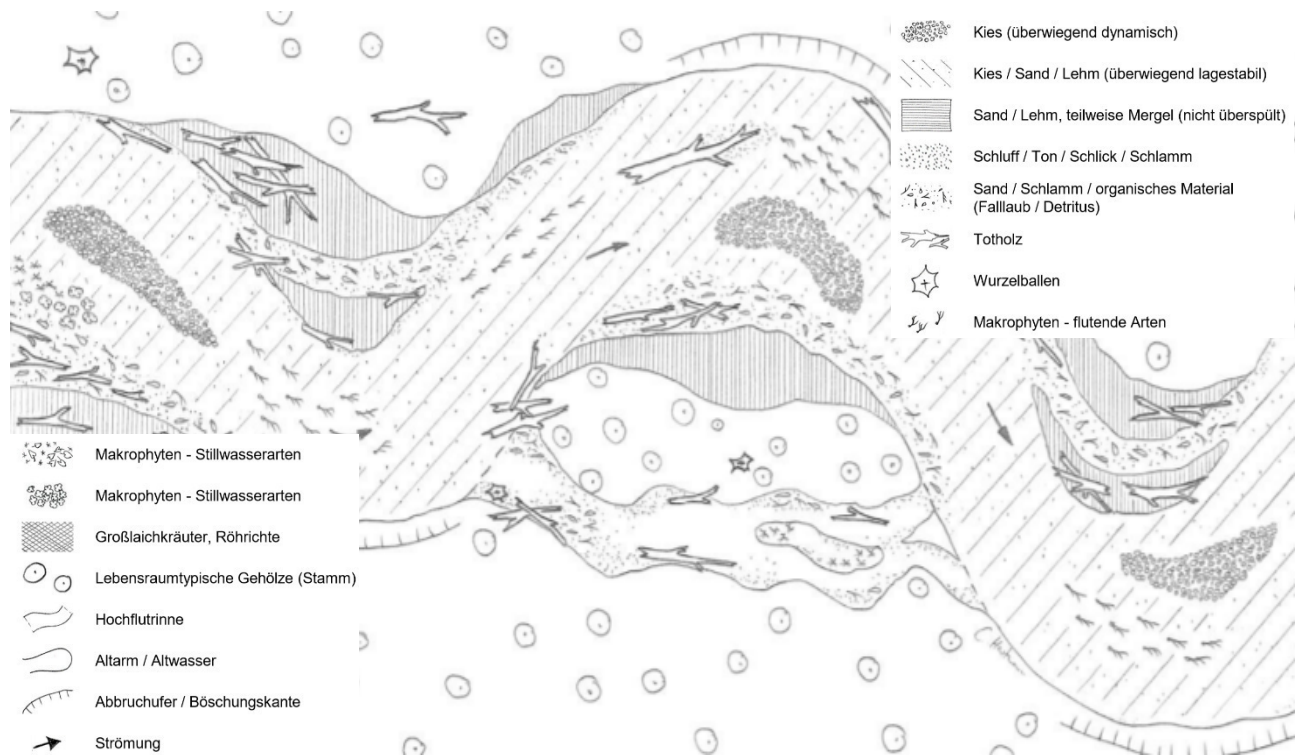 Kies (überwiegend dynamisch)
Kies / Sand / Lehm (überwiegend lagestabil)
Sand / Lehm, teilweise Mergel (nicht überspült)
Schluff / Ton / Schlick / Schlamm
Sand / Schlamm / organisches Material
(Falllaub / Detritus)
Totholz
Wurzelballen
Makrophyten - flutende Arten
Makrophyten - Stillwasserarten
Makrophyten - Stillwasserarten
Großlaichkräuter, Röhrichte
Lebensraumtypische Gehölze (Stamm)
Hochflutrinne
Altarm / Altwasser
Abbruchufer / Böschungskante
Strömung